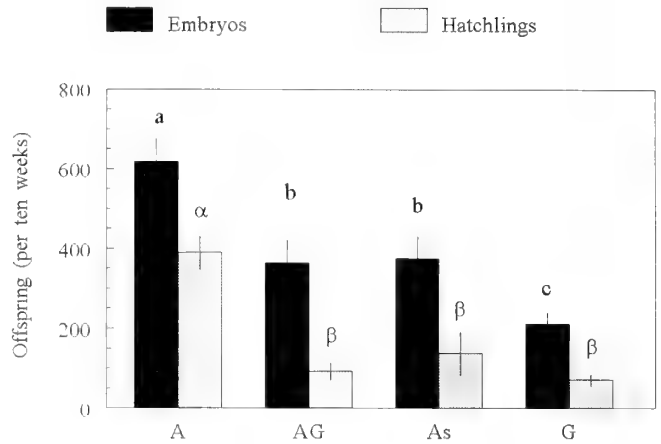 Embryos Hatchlings
800
a
600
α
b
b
Offspring (per ten weeks)
400
c
β
β
β
200
0
A AG As G